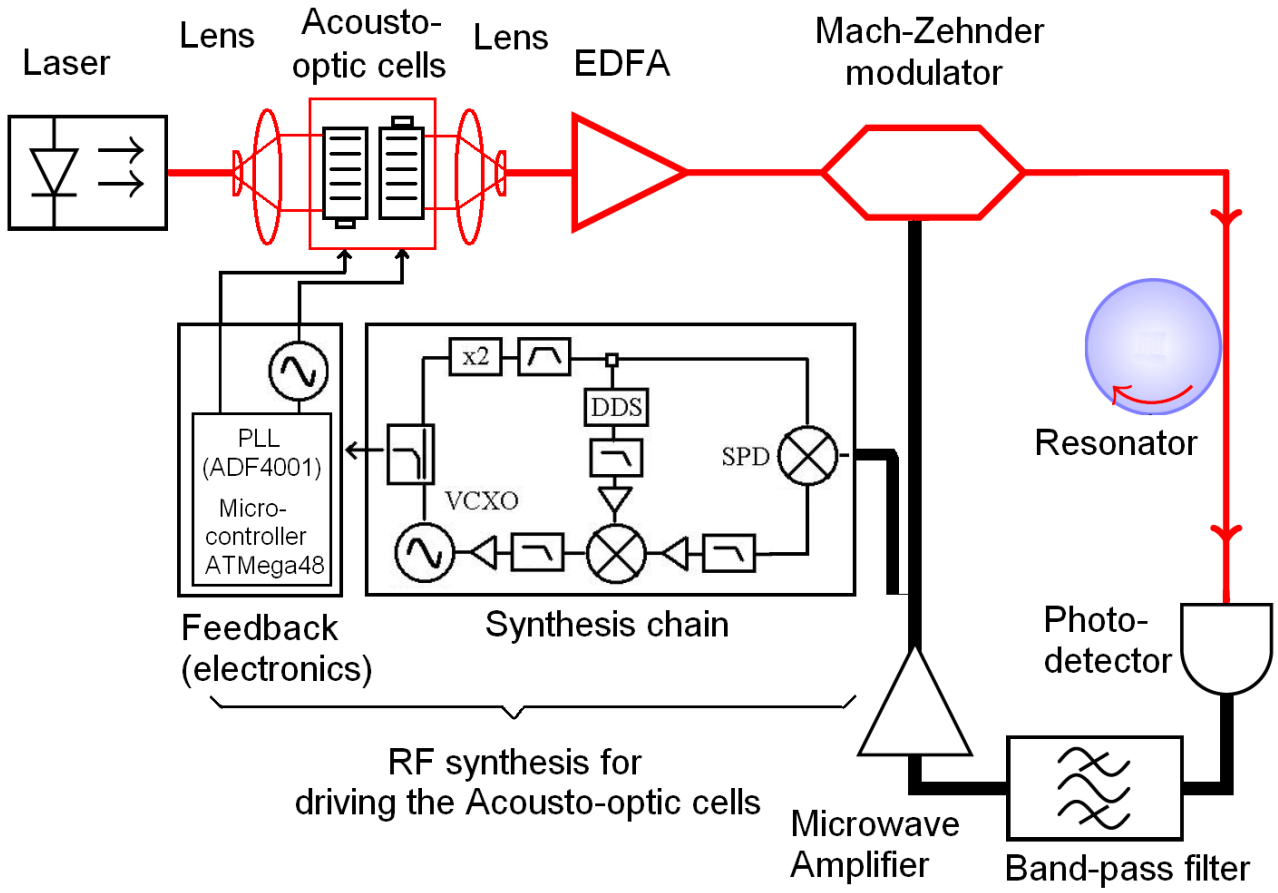 Laser
Lens
Acousto-
optic cells
Lens
EDFA
Mach-Zehnder
modulator
x2
DDS
SPD
VCXO
PLL
(ADF4001)
Micro-
controller
ATMega48
Resonator
Feedback
(electronics)
Synthesis chain
Photo-
detector
RF synthesis for
driving the Acousto-optic cells
Microwave
Amplifier
Band-pass filter